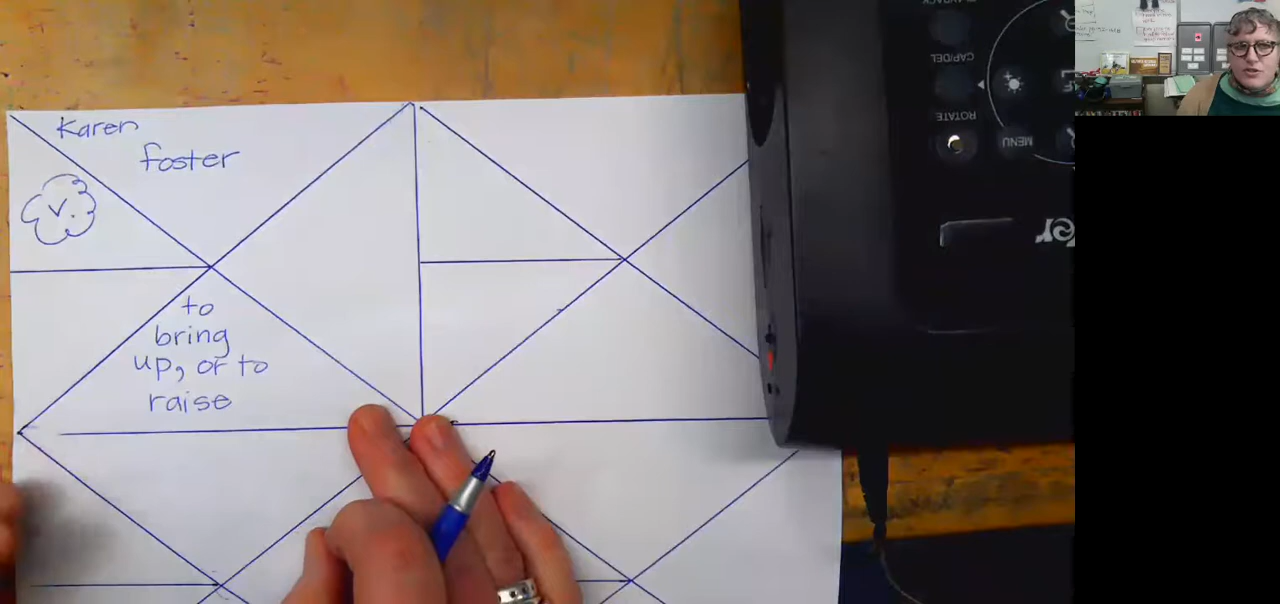 Karen
foster
v.
to
bring
up, or to
raise
CAP/DEL
ROTATE
MENU